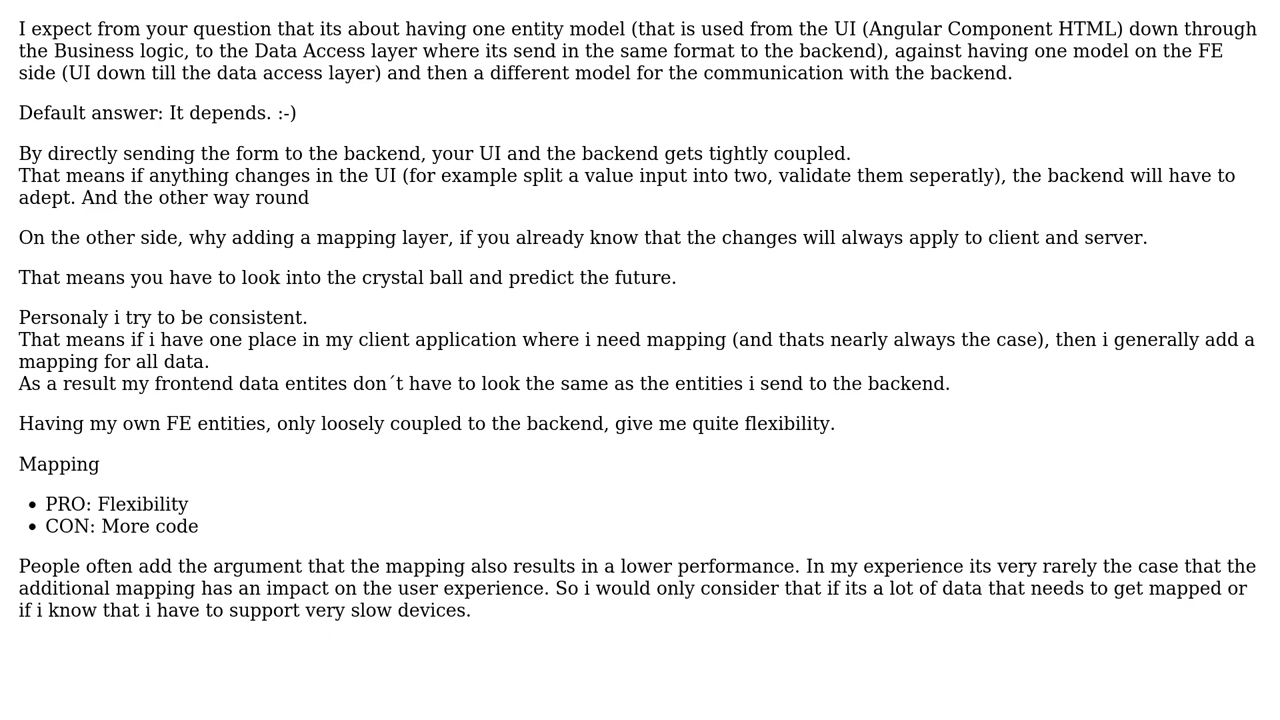 I expect from your question that its about having one entity model (that is used from the UI (Angular Component HTML) down through
the Business logic, to the Data Access layer where its send in the same format to the backend), against having one model on the FE
side (UI down till the data access layer) and then a different model for the communication with the backend.
Default answer: It depends. :-)
By directly sending the form to the backend, your UI and the backend gets tightly coupled.
That means if anything changes in the UI (for example split a value input into two, validate them seperatly), the backend will have to
adept. And the other way round
On the other side, why adding a mapping layer, if you already know that the changes will always apply to client and server.
That means you have to look into the crystal ball and predict the future.
Personaly i try to be consistent.
That means if i have one place in my client application where i need mapping (and thats nearly always the case), then i generally add a
mapping for all data.
As a result my frontend data entites don´t have to look the same as the entities i send to the backend.
Having my own FE entities, only loosely coupled to the backend, give me quite flexibility.
Mapping
• PRO: Flexibility
• CON: More code
People often add the argument that the mapping also results in a lower performance. In my experience its very rarely the case that the
additional mapping has an impact on the user experience. So i would only consider that if its a lot of data that needs to get mapped or
if i know that i have to support very slow devices.